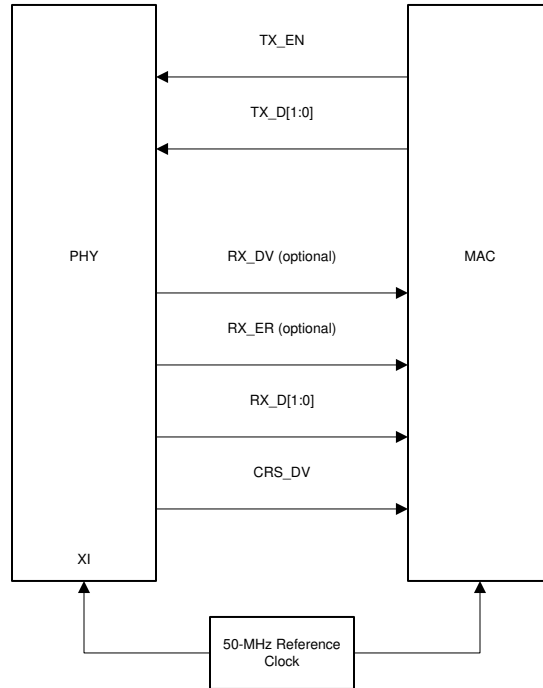 TX_EN
TX_D[1:0]
PHY
RX_DV (optional)
MAC
RX_ER (optional)
RX_D[1:0]
CRS_DV
XI
50-MHz Reference
Clock